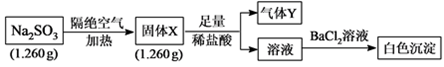 Na₂SO₃
(1.260 g)
隔绝空气
加热
固体X
(1.260 g)
足量
稀盐酸
气体Y
溶液
BaCl₂溶液
白色沉淀